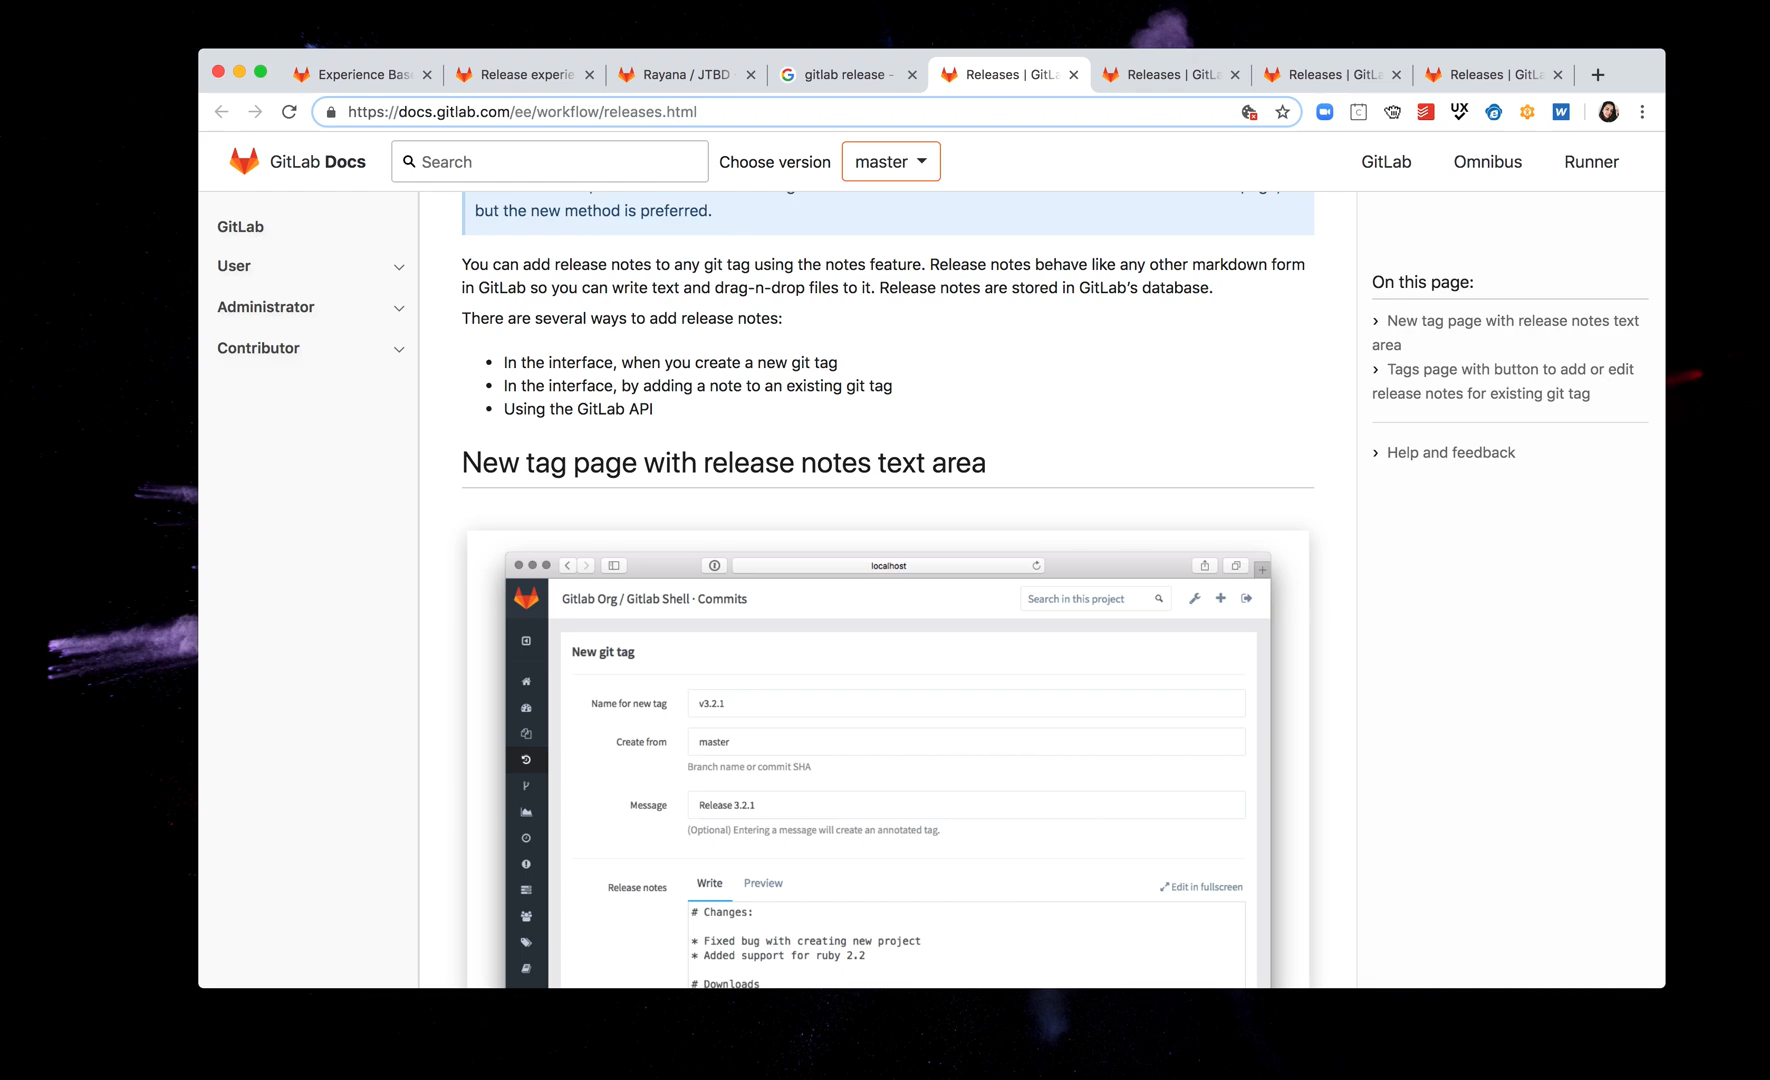 Experience Bas
Release experie
Rayana / JTBD
gitlab release -
Releases | GitLa
Releases | GitLa
Releases | GitLa
Releases | GitLa
https://docs.gitlab.com/ee/workflow/releases.html
UX
W
GitLab Docs
Search
Choose version
master
GitLab
Omnibus
Runner
GitLab
User
Administrator
Contributor
but the new method is preferred.
You can add release notes to any git tag using the notes feature. Release notes behave like any other markdown form
in GitLab so you can write text and drag-n-drop files to it. Release notes are stored in GitLab’s database.
There are several ways to add release notes:
• In the interface, when you create a new git tag
• In the interface, by adding a note to an existing git tag
• Using the GitLab API
New tag page with release notes text area
localhost
Gitlab Org / Gitlab Shell · Commits
Search in this project
New git tag
Name for new tag
v3.2.1
Create from
master
Branch name or commit SHA
Message
Release 3.2.1
(Optional) Entering a message will create an annotated tag.
Release notes
Write
Preview
Edit in fullscreen
# Changes:
* Fixed bug with creating new project
* Added support for ruby 2.2
# Downloads
On this page:
› New tag page with release notes text
area
› Tags page with button to add or edit
release notes for existing git tag
› Help and feedback